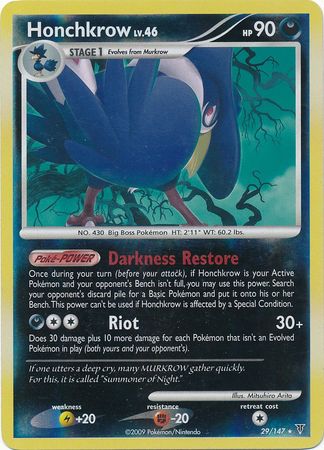 Honchkrow LV.46
HP 90
STAGE 1 Evolves from Murkrow
NO. 430 Big Boss Pokémon HT: 2'11" WT: 60.2 lbs.
Poké-POWER Darkness Restore
Once during your turn (before your attack), if Honchkrow is your Active
Pokémon and your opponent's Bench isn't full, you may use this power. Search
your opponent's discard pile for a Basic Pokémon and put it onto his or her
Bench. This power can't be used if Honchkrow is affected by a Special Condition.
Riot 30+
Does 30 damage plus 10 more damage for each Pokémon that isn't an Evolved
Pokémon in play (both yours and your opponent's).
If one utters a deep cry, many MURKROW gather quickly.
For this, it is called "Summoner of Night."
Illus. Mitsuhiro Arita
weakness resistance retreat cost
+20 -20
©2009 Pokémon/Nintendo 29/147 ★